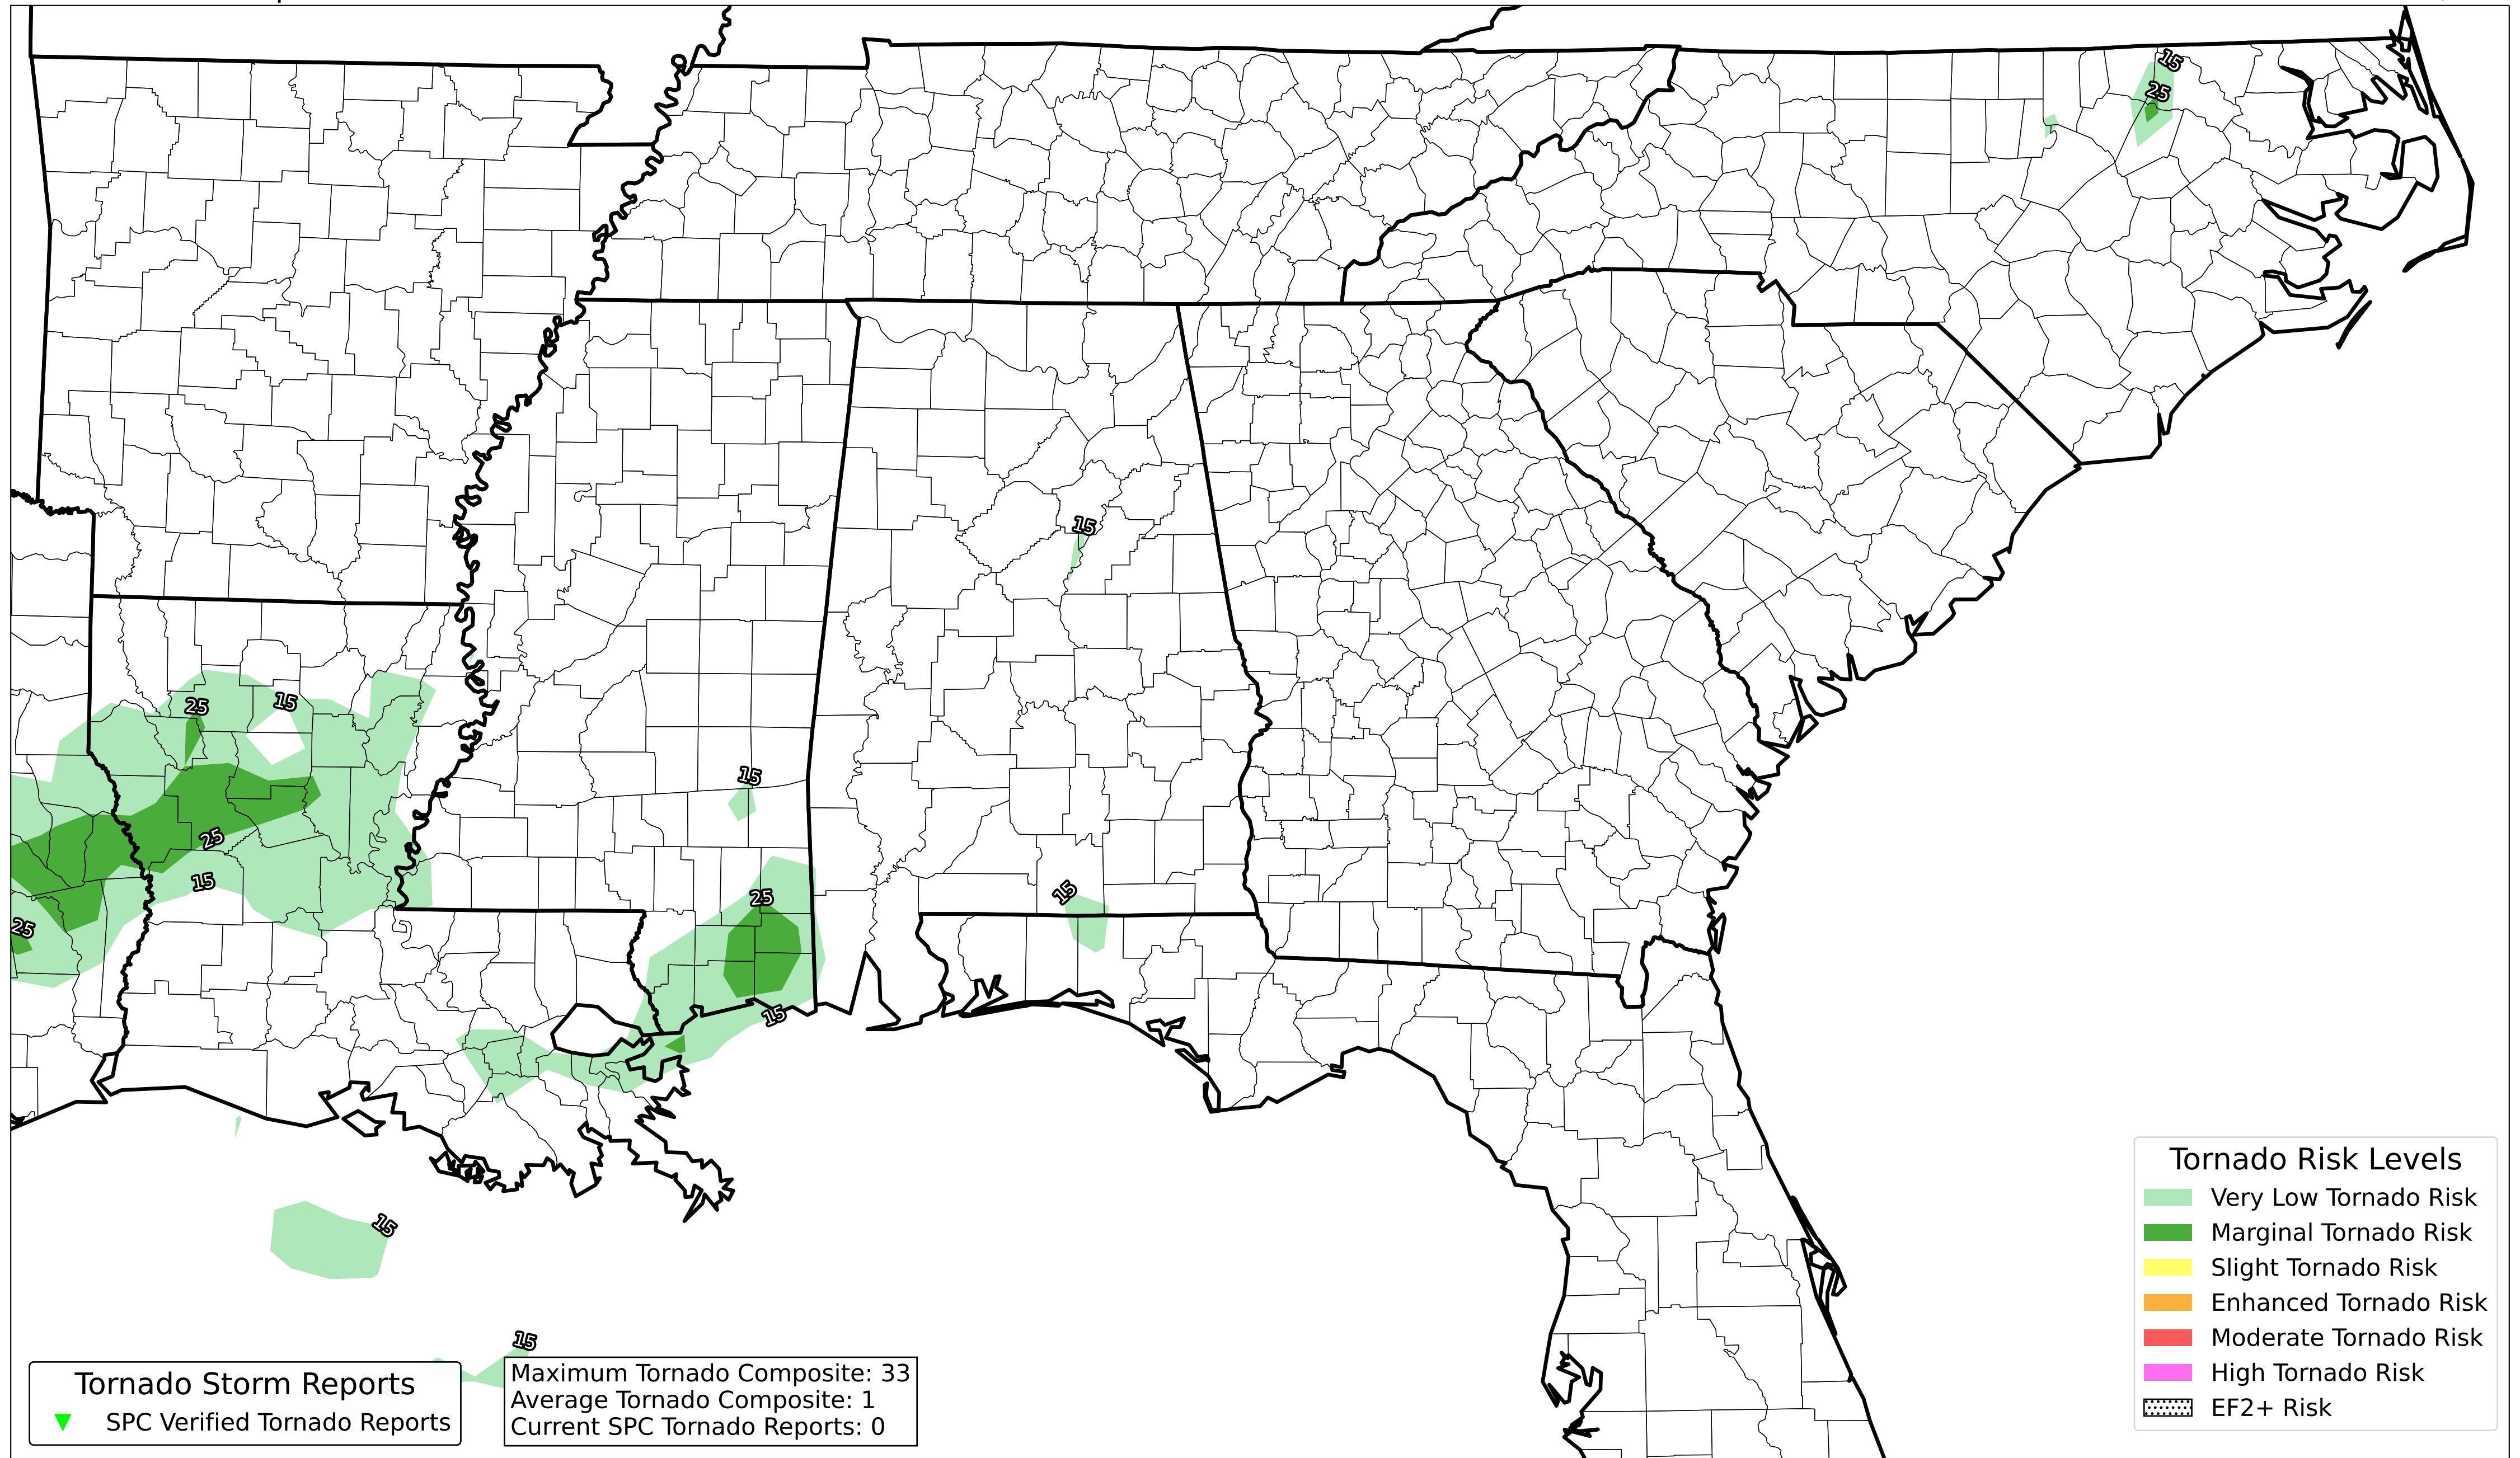 15
25
15
25
15
15
25
25
15
15
25
25
15
15
15
15
Tornado Risk Levels
Very Low Tornado Risk
Marginal Tornado Risk
Slight Tornado Risk
Enhanced Tornado Risk
Moderate Tornado Risk
High Tornado Risk
EF2+ Risk
Tornado Storm Reports
SPC Verified Tornado Reports
Maximum Tornado Composite: 33
Average Tornado Composite: 1
Current SPC Tornado Reports: 0